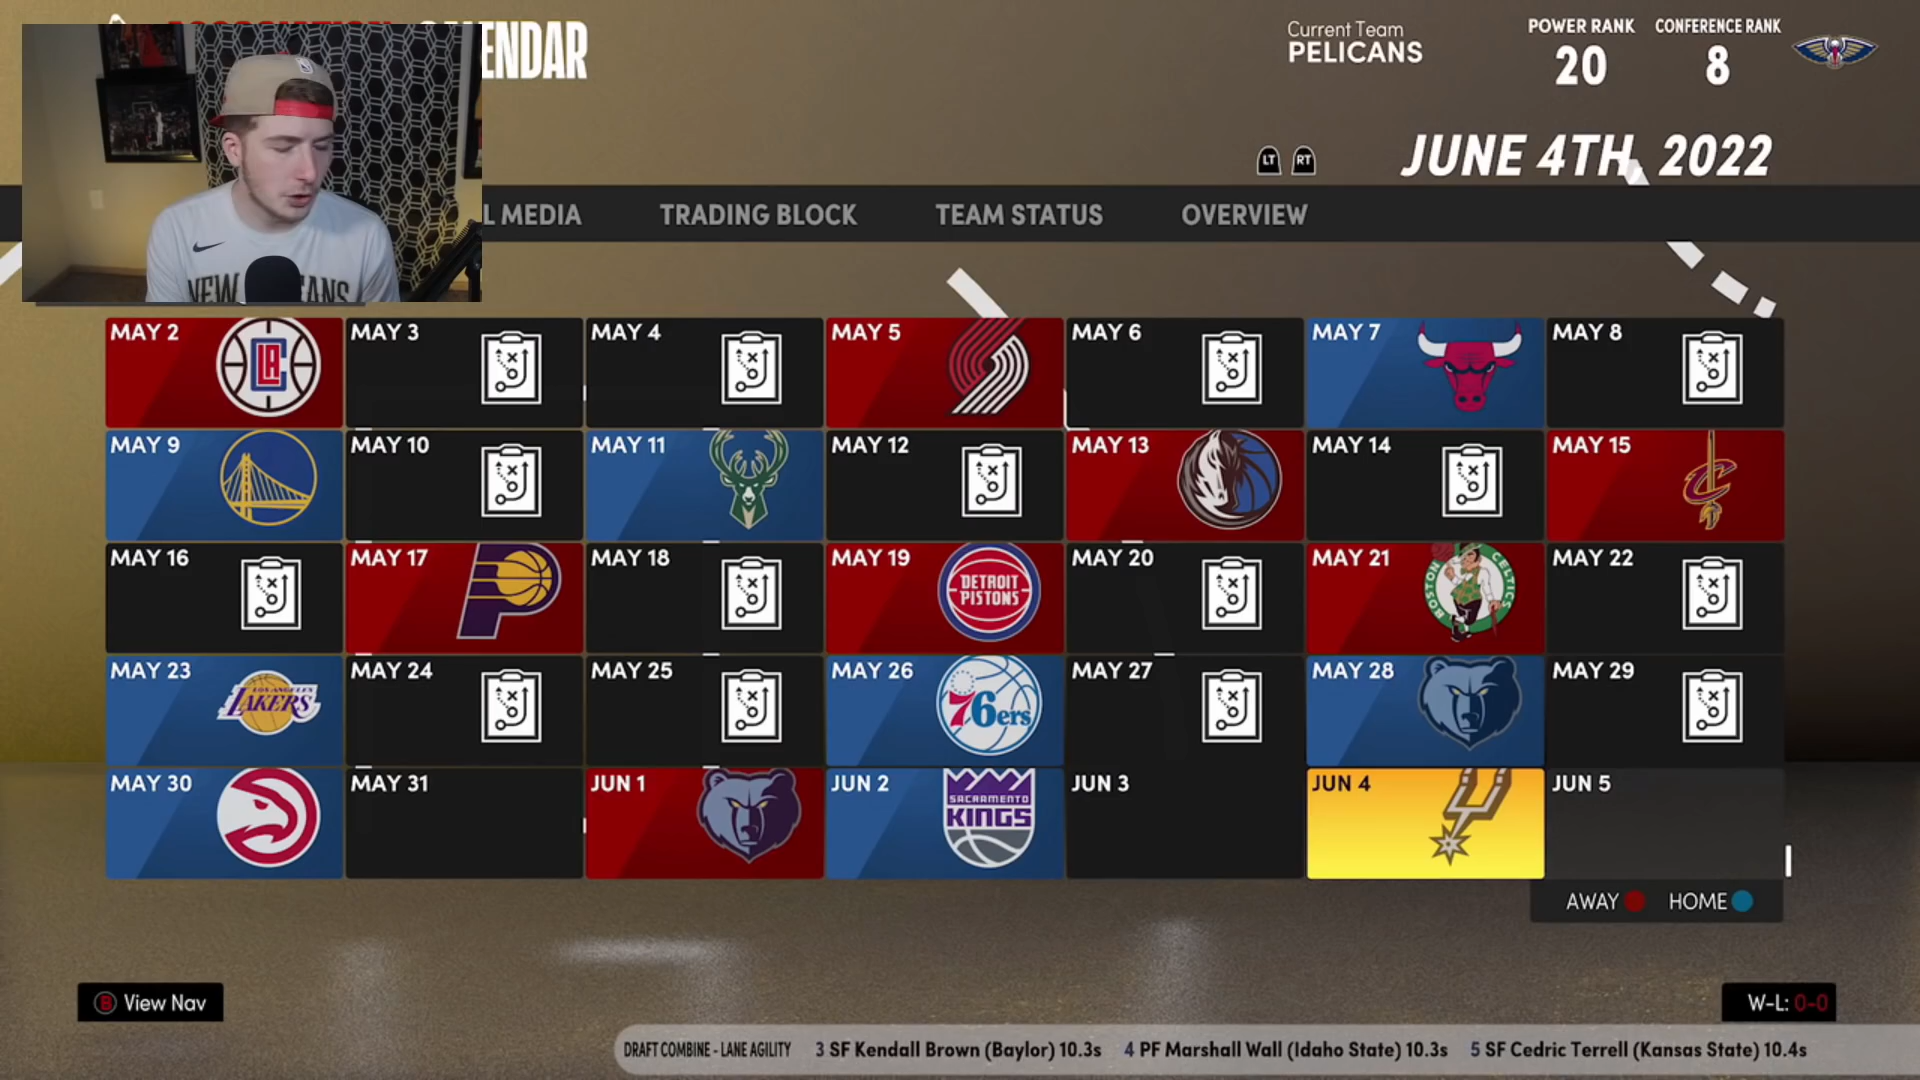 ENDAR
Current Team
PELICANS
POWER RANK
20
CONFERENCE RANK
8
LT RT
JUNE 4TH, 2022
L MEDIA TRADING BLOCK TEAM STATUS OVERVIEW
MAY 2 MAY 3 MAY 4 MAY 5 MAY 6 MAY 7 MAY 8
LA
MAY 9 MAY 10 MAY 11 MAY 12 MAY 13 MAY 14 MAY 15
C
MAY 16 MAY 17 MAY 18 MAY 19 MAY 20 MAY 21 MAY 22
P
DETROIT
PISTONS
BOSTON CELTICS
MAY 23 MAY 24 MAY 25 MAY 26 MAY 27 MAY 28 MAY 29
LOS ANGELES
LAKERS
76ers
MAY 30 MAY 31 JUN 1 JUN 2 JUN 3 JUN 4 JUN 5
SACRAMENTO
KINGS
AWAY HOME
B View Nav
W-L: 0-0
DRAFT COMBINE - LANE AGILITY 3 SF Kendall Brown (Baylor) 10.3s 4 PF Marshall Wall (Idaho State) 10.3s 5 SF Cedric Terrell (Kansas State) 10.4s